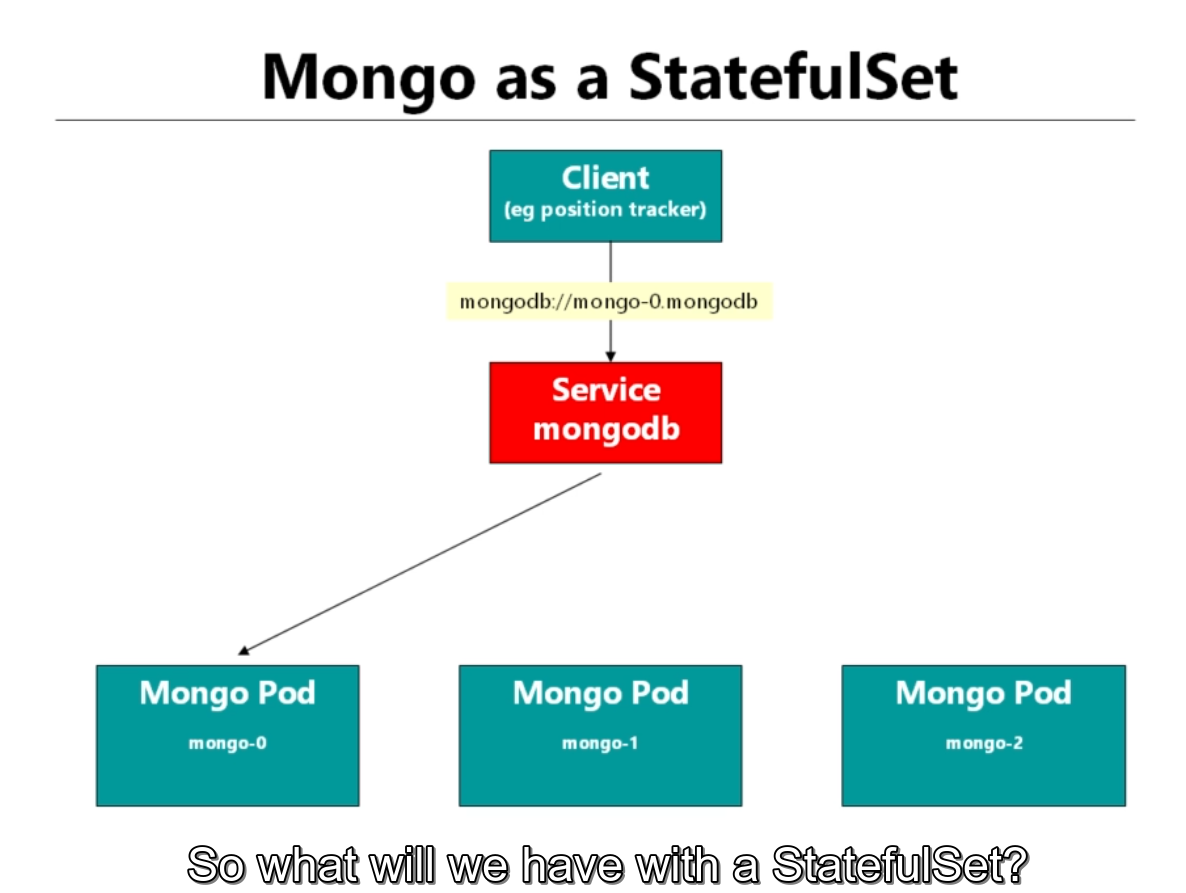 Mongo as a StatefulSet
Client
(eg position tracker)
mongodb://mongo-0.mongodb
Service
mongodb
Mongo Pod
mongo-0
Mongo Pod
mongo-1
Mongo Pod
mongo-2
So what will we have with a StatefulSet?